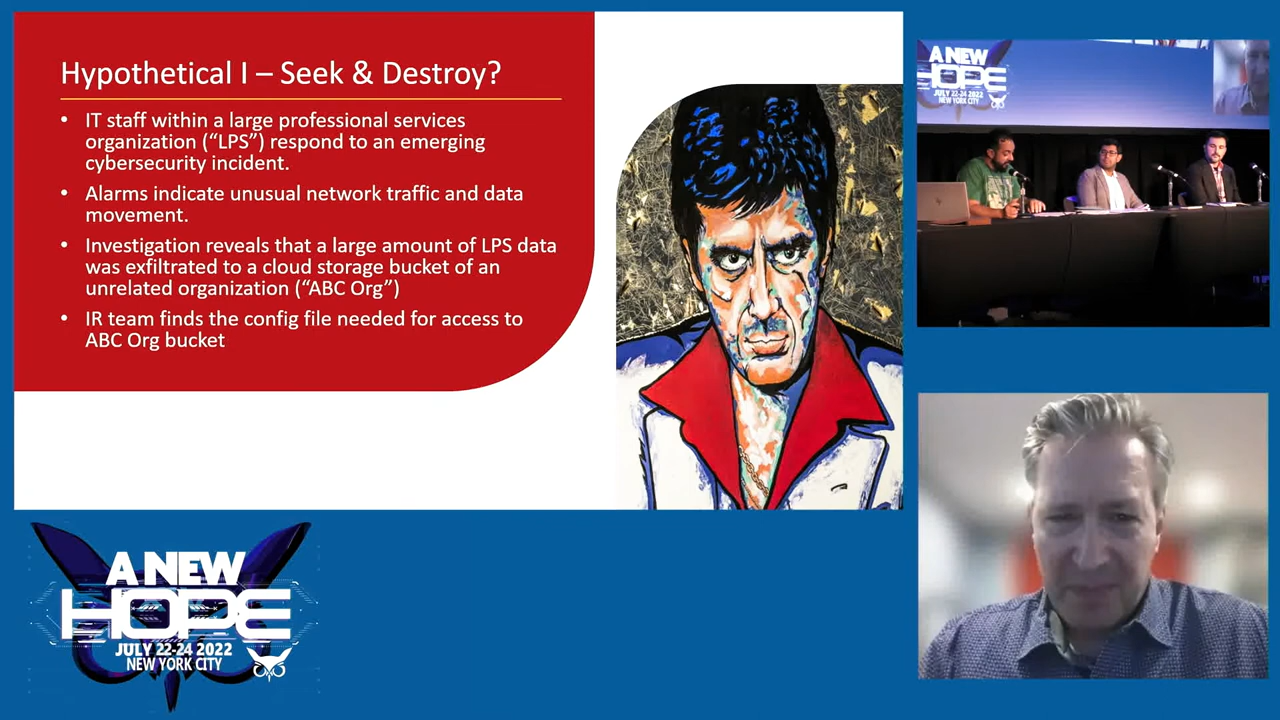 Hypothetical I – Seek & Destroy?
• IT staff within a large professional services
organization (“LPS”) respond to an emerging
cybersecurity incident.
• Alarms indicate unusual network traffic and data
movement.
• Investigation reveals that a large amount of LPS data
was exfiltrated to a cloud storage bucket of an
unrelated organization (“ABC Org”)
• IR team finds the config file needed for access to
ABC Org bucket
A NEW
HOPE
JULY 22-24 2022
NEW YORK CITY
A NEW
HOPE
JULY 22-24 2022
NEW YORK CITY